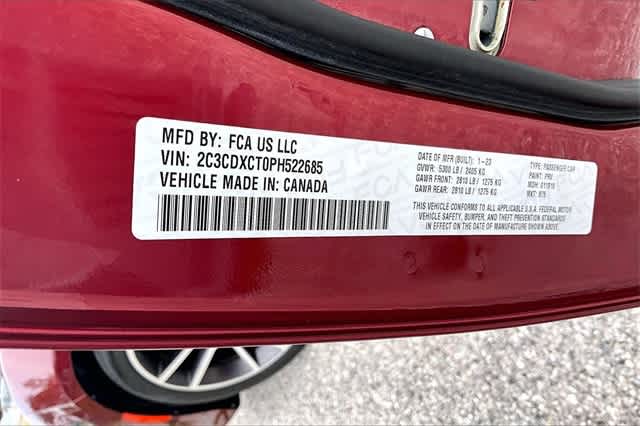 MFD BY: FCA US LLC
VIN: 2C3CDXCT0PH522685
VEHICLE MADE IN: CANADA
DATE OF MFR (BUILT): 1-23
GVWR: 5300 LB / 2405 KG
GAWR FRONT: 2810 LB / 1275 KG
GAWR REAR: 2810 LB / 1275 KG
TYPE: PASSENGER CAR
PAINT: PRV
MDH: 011819
THIS VEHICLE CONFORMS TO ALL APPLICABLE U.S.A. FEDERAL MOTOR
VEHICLE SAFETY, BUMPER, AND THEFT PREVENTION STANDARDS
IN EFFECT ON THE DATE OF MANUFACTURE SHOWN ABOVE.